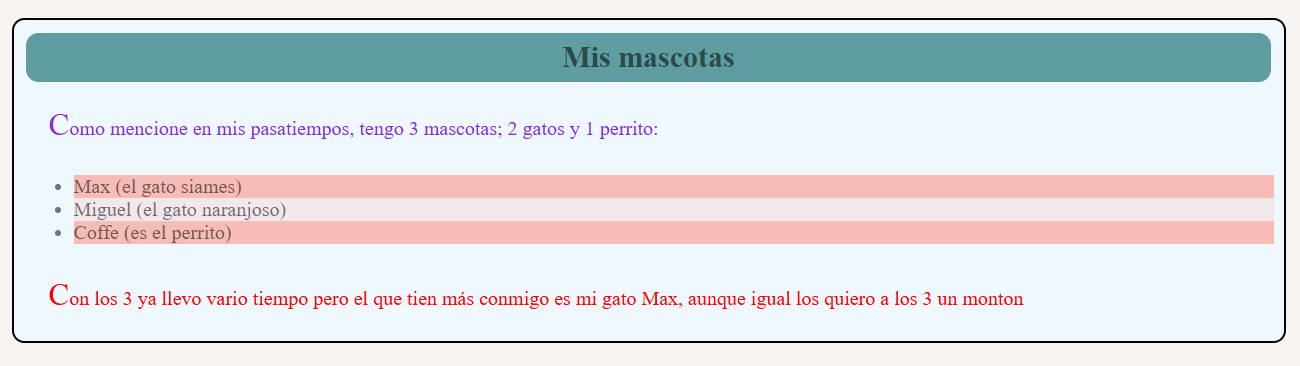 Mis mascotas
Como mencione en mis pasatiempos, tengo 3 mascotas; 2 gatos y 1 perrito:
Max (el gato siames)
Miguel (el gato naranjoso)
Coffe (es el perrito)
Con los 3 ya llevo vario tiempo pero el que tien más conmigo es mi gato Max, aunque igual los quiero a los 3 un monton